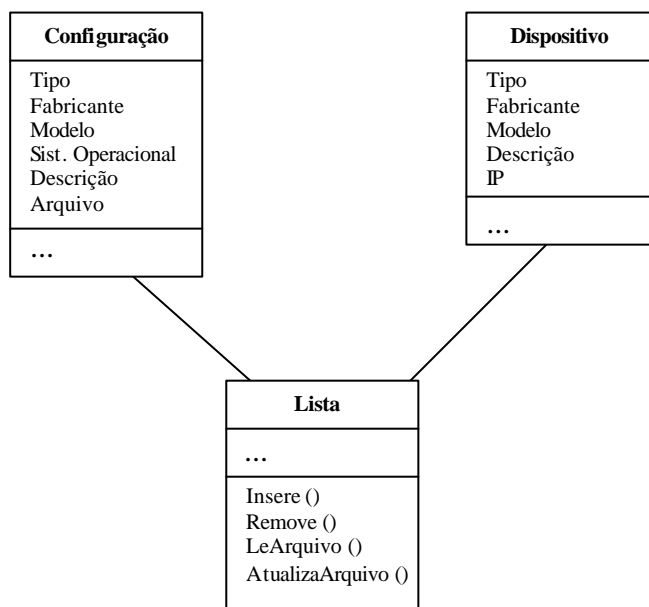 Configuração
Tipo
Fabricante
Modelo
Sist. Operacional
Descrição
Arquivo
...
Dispositivo
Tipo
Fabricante
Modelo
Descrição
IP
...
Lista
...
Insere ()
Remove ()
LeArquivo ()
AtualizaArquivo ()